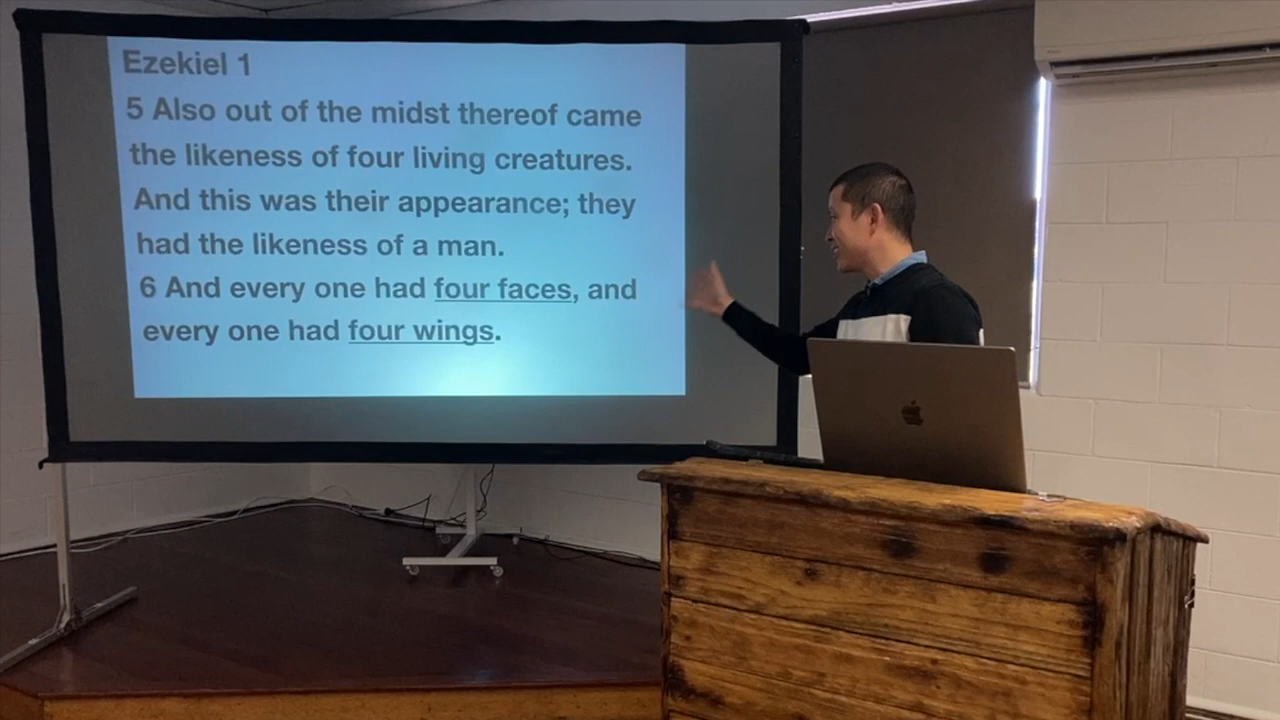 Ezekiel 1
5 Also out of the midst thereof came
the likeness of four living creatures.
And this was their appearance; they
had the likeness of a man.
6 And every one had four faces, and
every one had four wings.